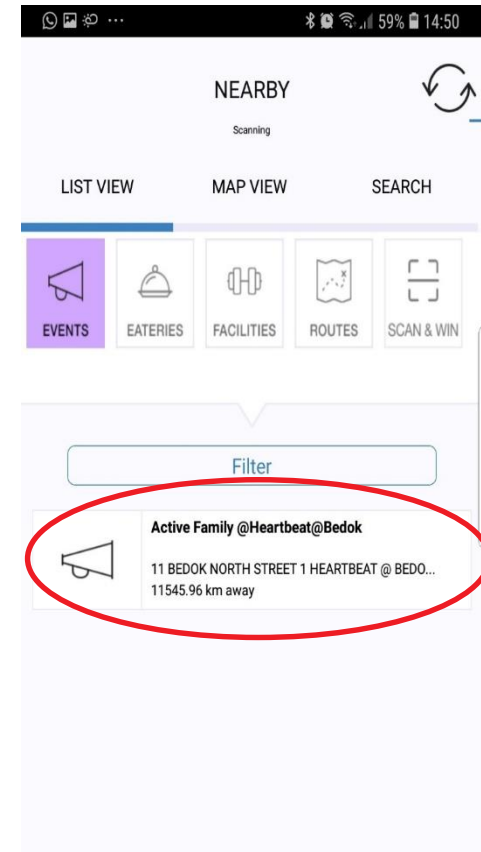 59% 14:50
NEARBY
Scanning
LIST VIEW MAP VIEW SEARCH
EVENTS EATERIES FACILITIES ROUTES SCAN & WIN
Filter
Active Family @Heartbeat@Bedok
11 BEDOK NORTH STREET 1 HEARTBEAT @ BEDO...
11545.96 km away